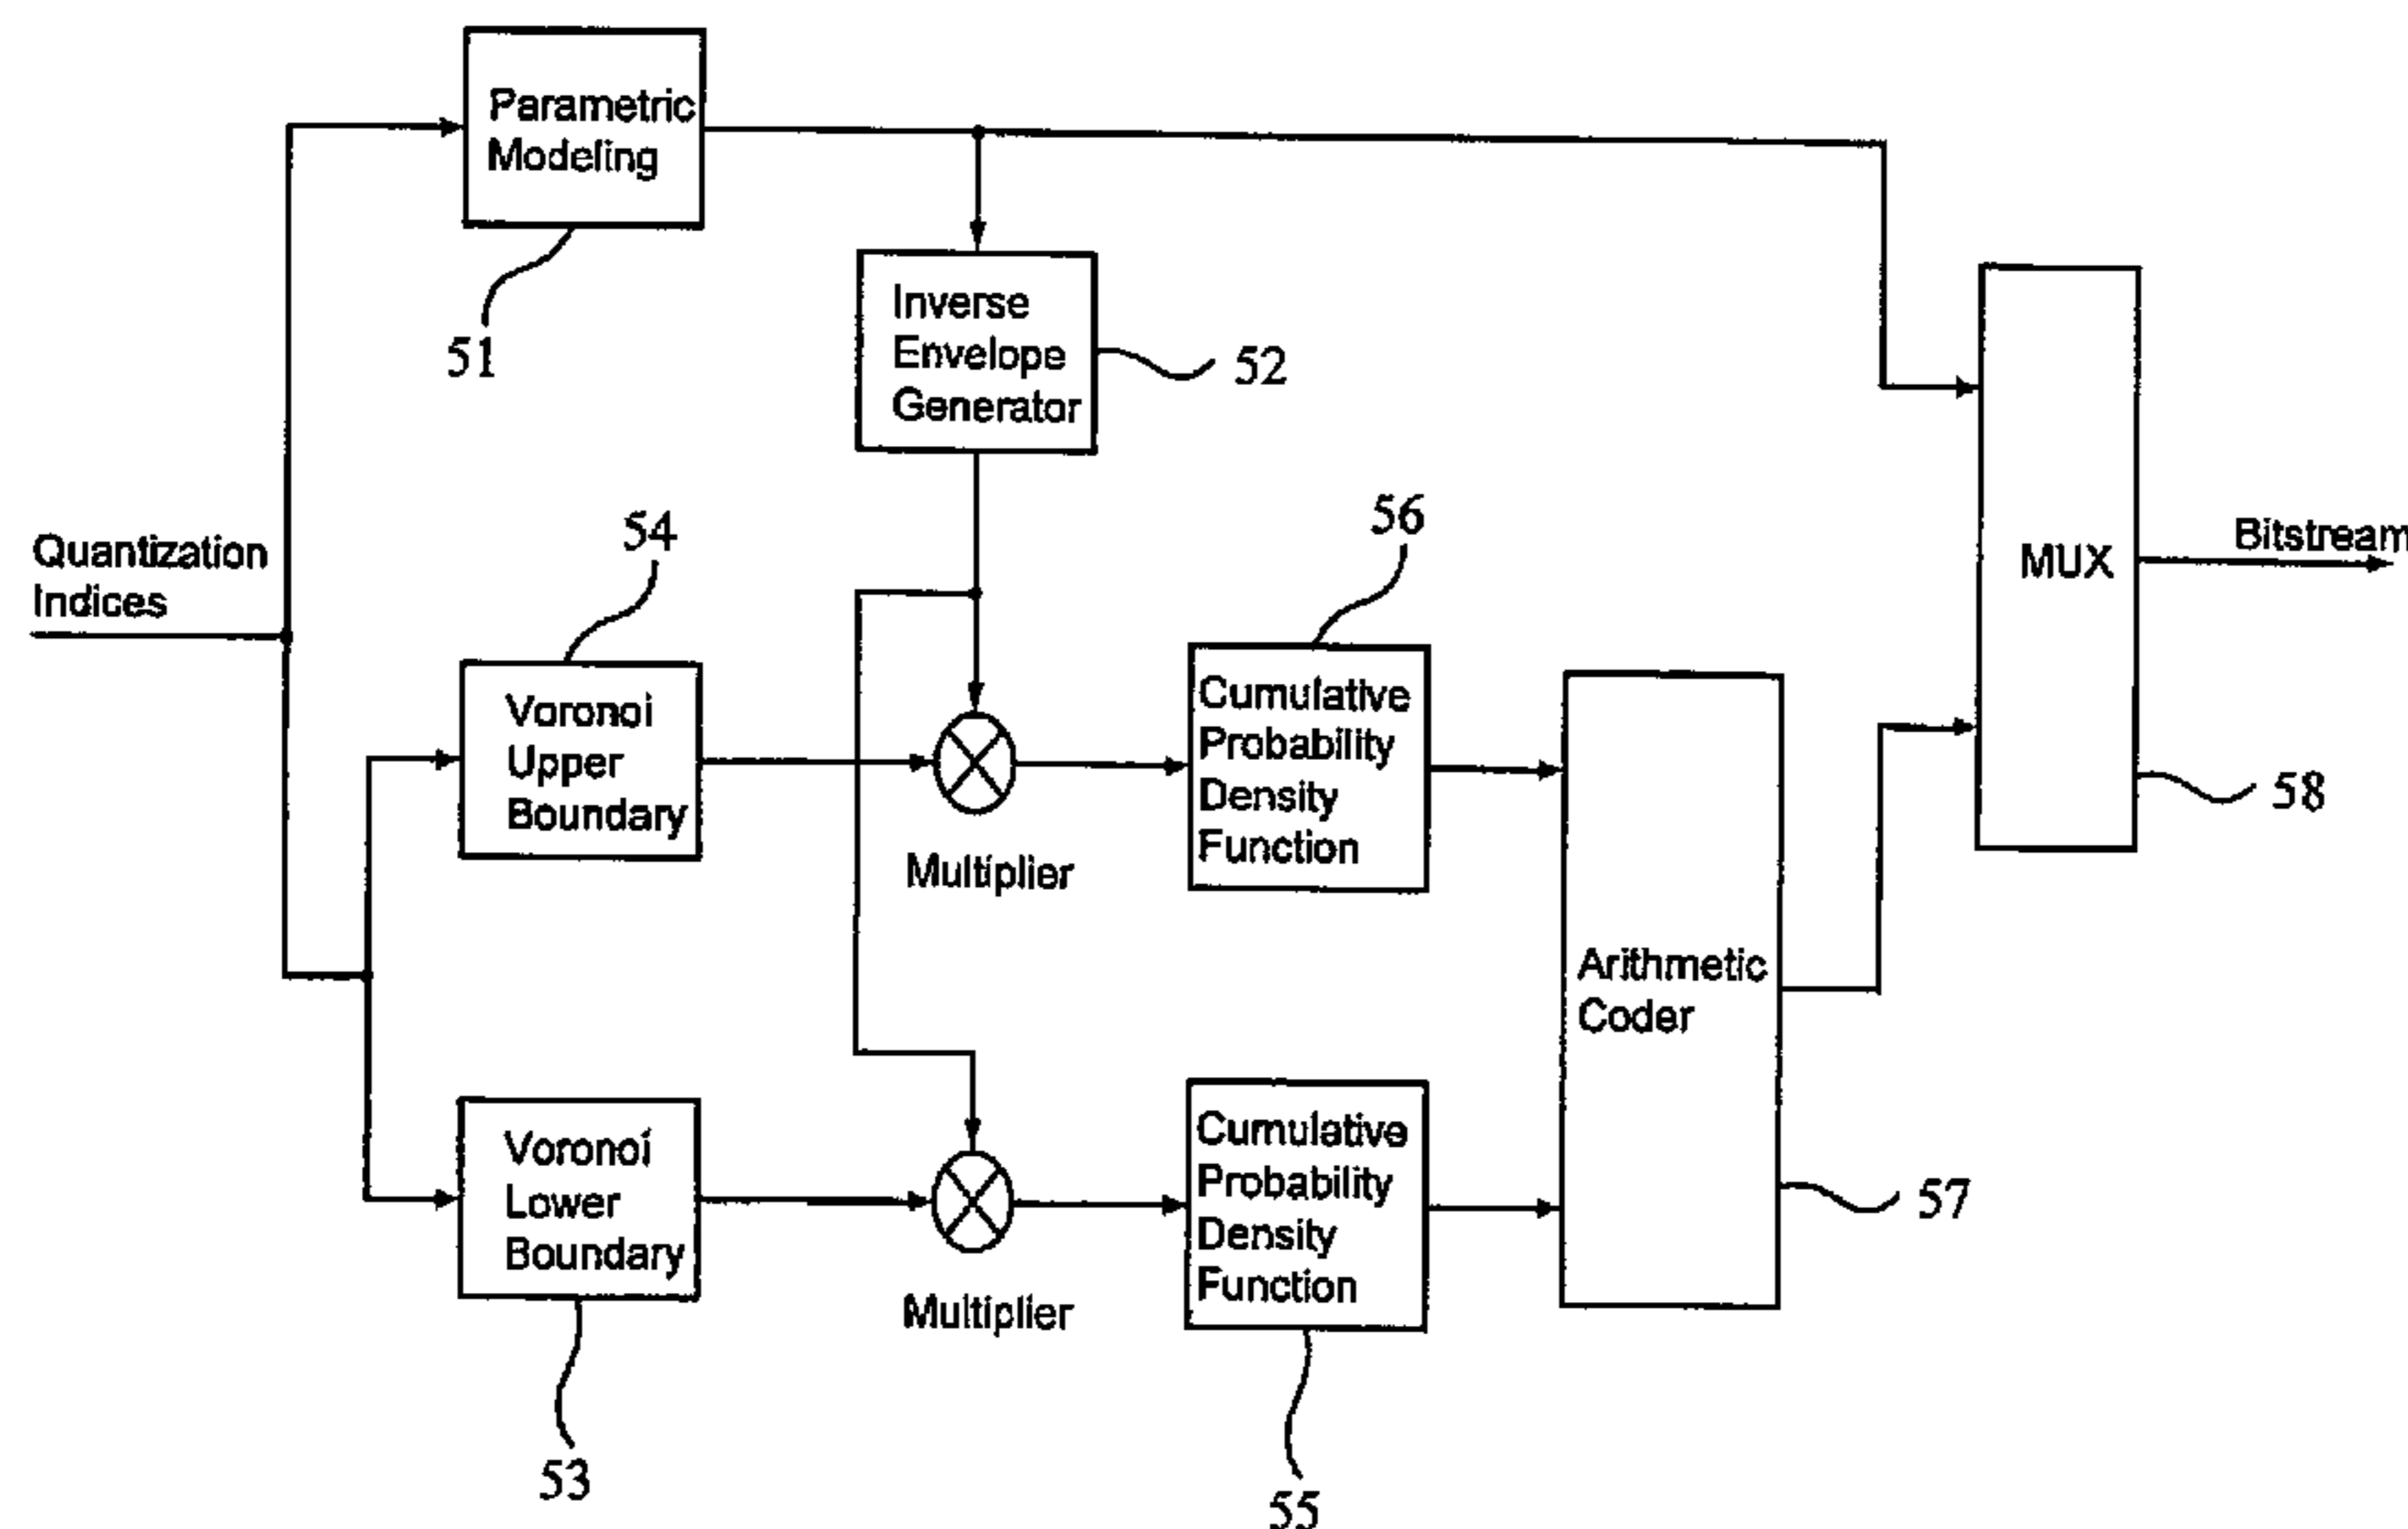 Parametric
Modeling
51
Inverse
Envelope
Generator
52
Quantization
Indices
54
Voronoi
Upper
Boundary
Multiplier
56
Cumulative
Probability
Density
Function
MUX
Bitstream
58
Arithmetic
Coder
57
Voronoi
Lower
Boundary
53
Multiplier
Cumulative
Probability
Density
Function
55